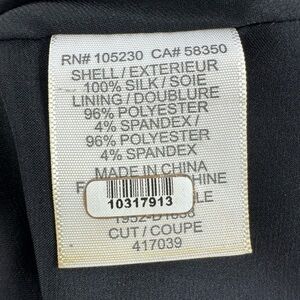 RN# 105230 CA# 58350
SHELL / EXTERIEUR
100% SILK / SOIE
LINING / DOUBLURE
96% POLYESTER
4% SPANDEX /
96% POLYESTER
4% SPANDEX
MADE IN CHINA
10317913
CUT / COUPE
417039